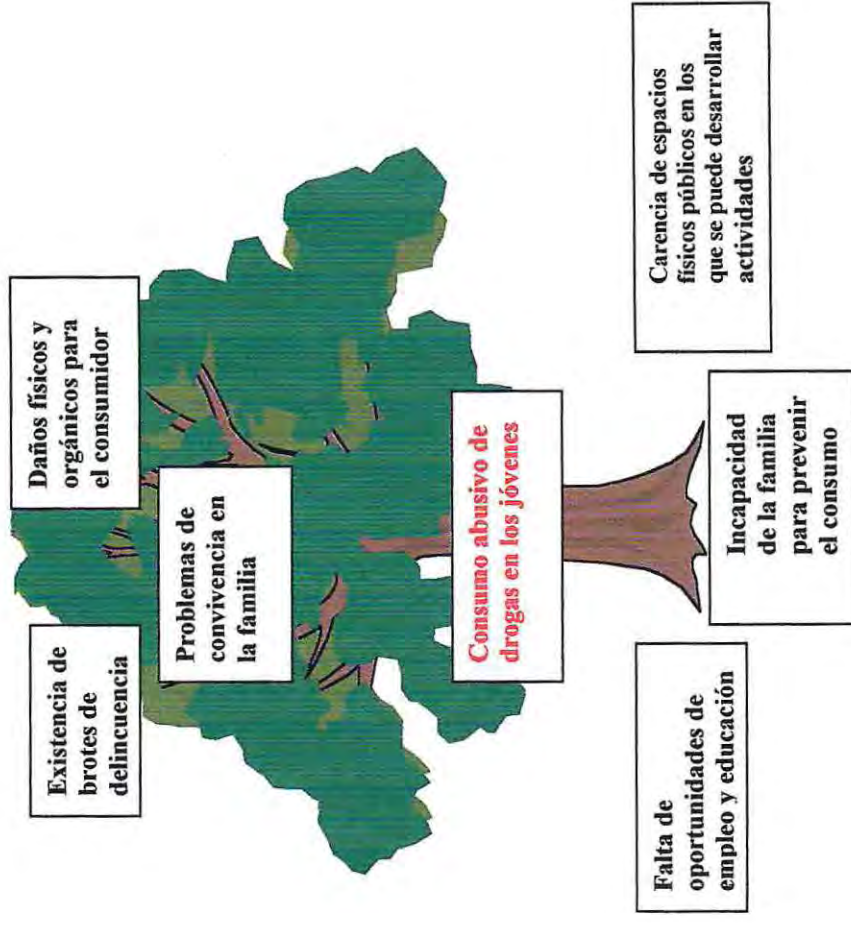 Existencia de
brotes de
delincuencia
Daños físicos y
orgánicos para
el consumidor
Problemas de
convivencia en
la familia
Consumo abusivo de
drogas en los jóvenes
Falta de
oportunidades de
empleo y educación
Incapacidad
de la familia
para prevenir
el consumo
Carencia de espacios
físicos públicos en los
que se puede desarrollar
actividades